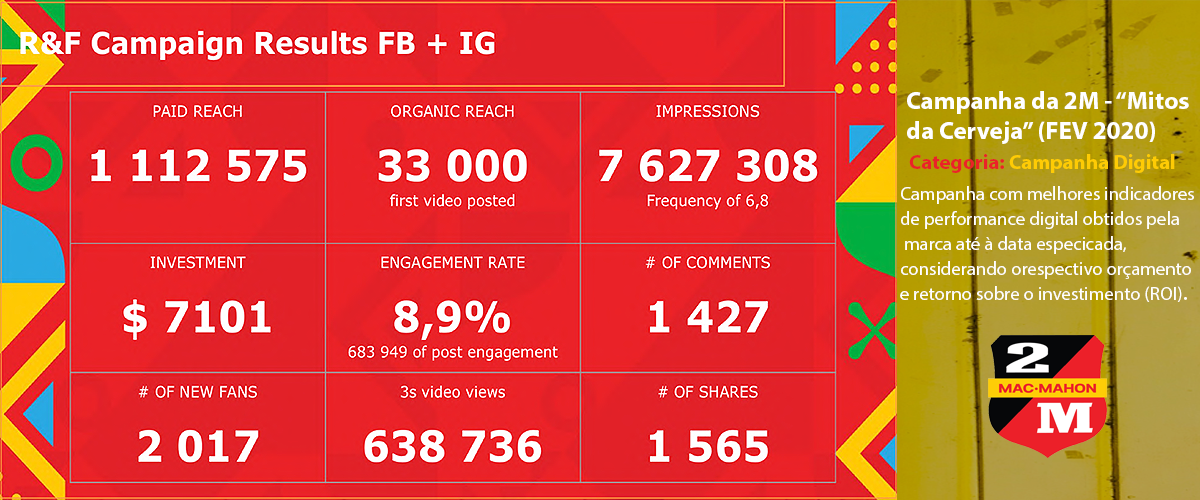 R&F Campaign Results FB + IG
PAID REACH
1 112 575
ORGANIC REACH
33 000
first video posted
IMPRESSIONS
7 627 308
Frequency of 6,8
INVESTMENT
$ 7101
ENGAGEMENT RATE
8,9%
683 949 of post engagement
# OF COMMENTS
1 427
# OF NEW FANS
2 017
3s video views
638 736
# OF SHARES
1 565
Campanha da 2M - “Mitos
da Cerveja” (FEV 2020)
Categoria: Campanha Digital
Campanha com melhores indicadores
de performance digital obtidos pela
marca até à data especicada,
considerando orespectivo orçamento
e retorno sobre o investimento (ROI).
2
MAC-MAHON
M